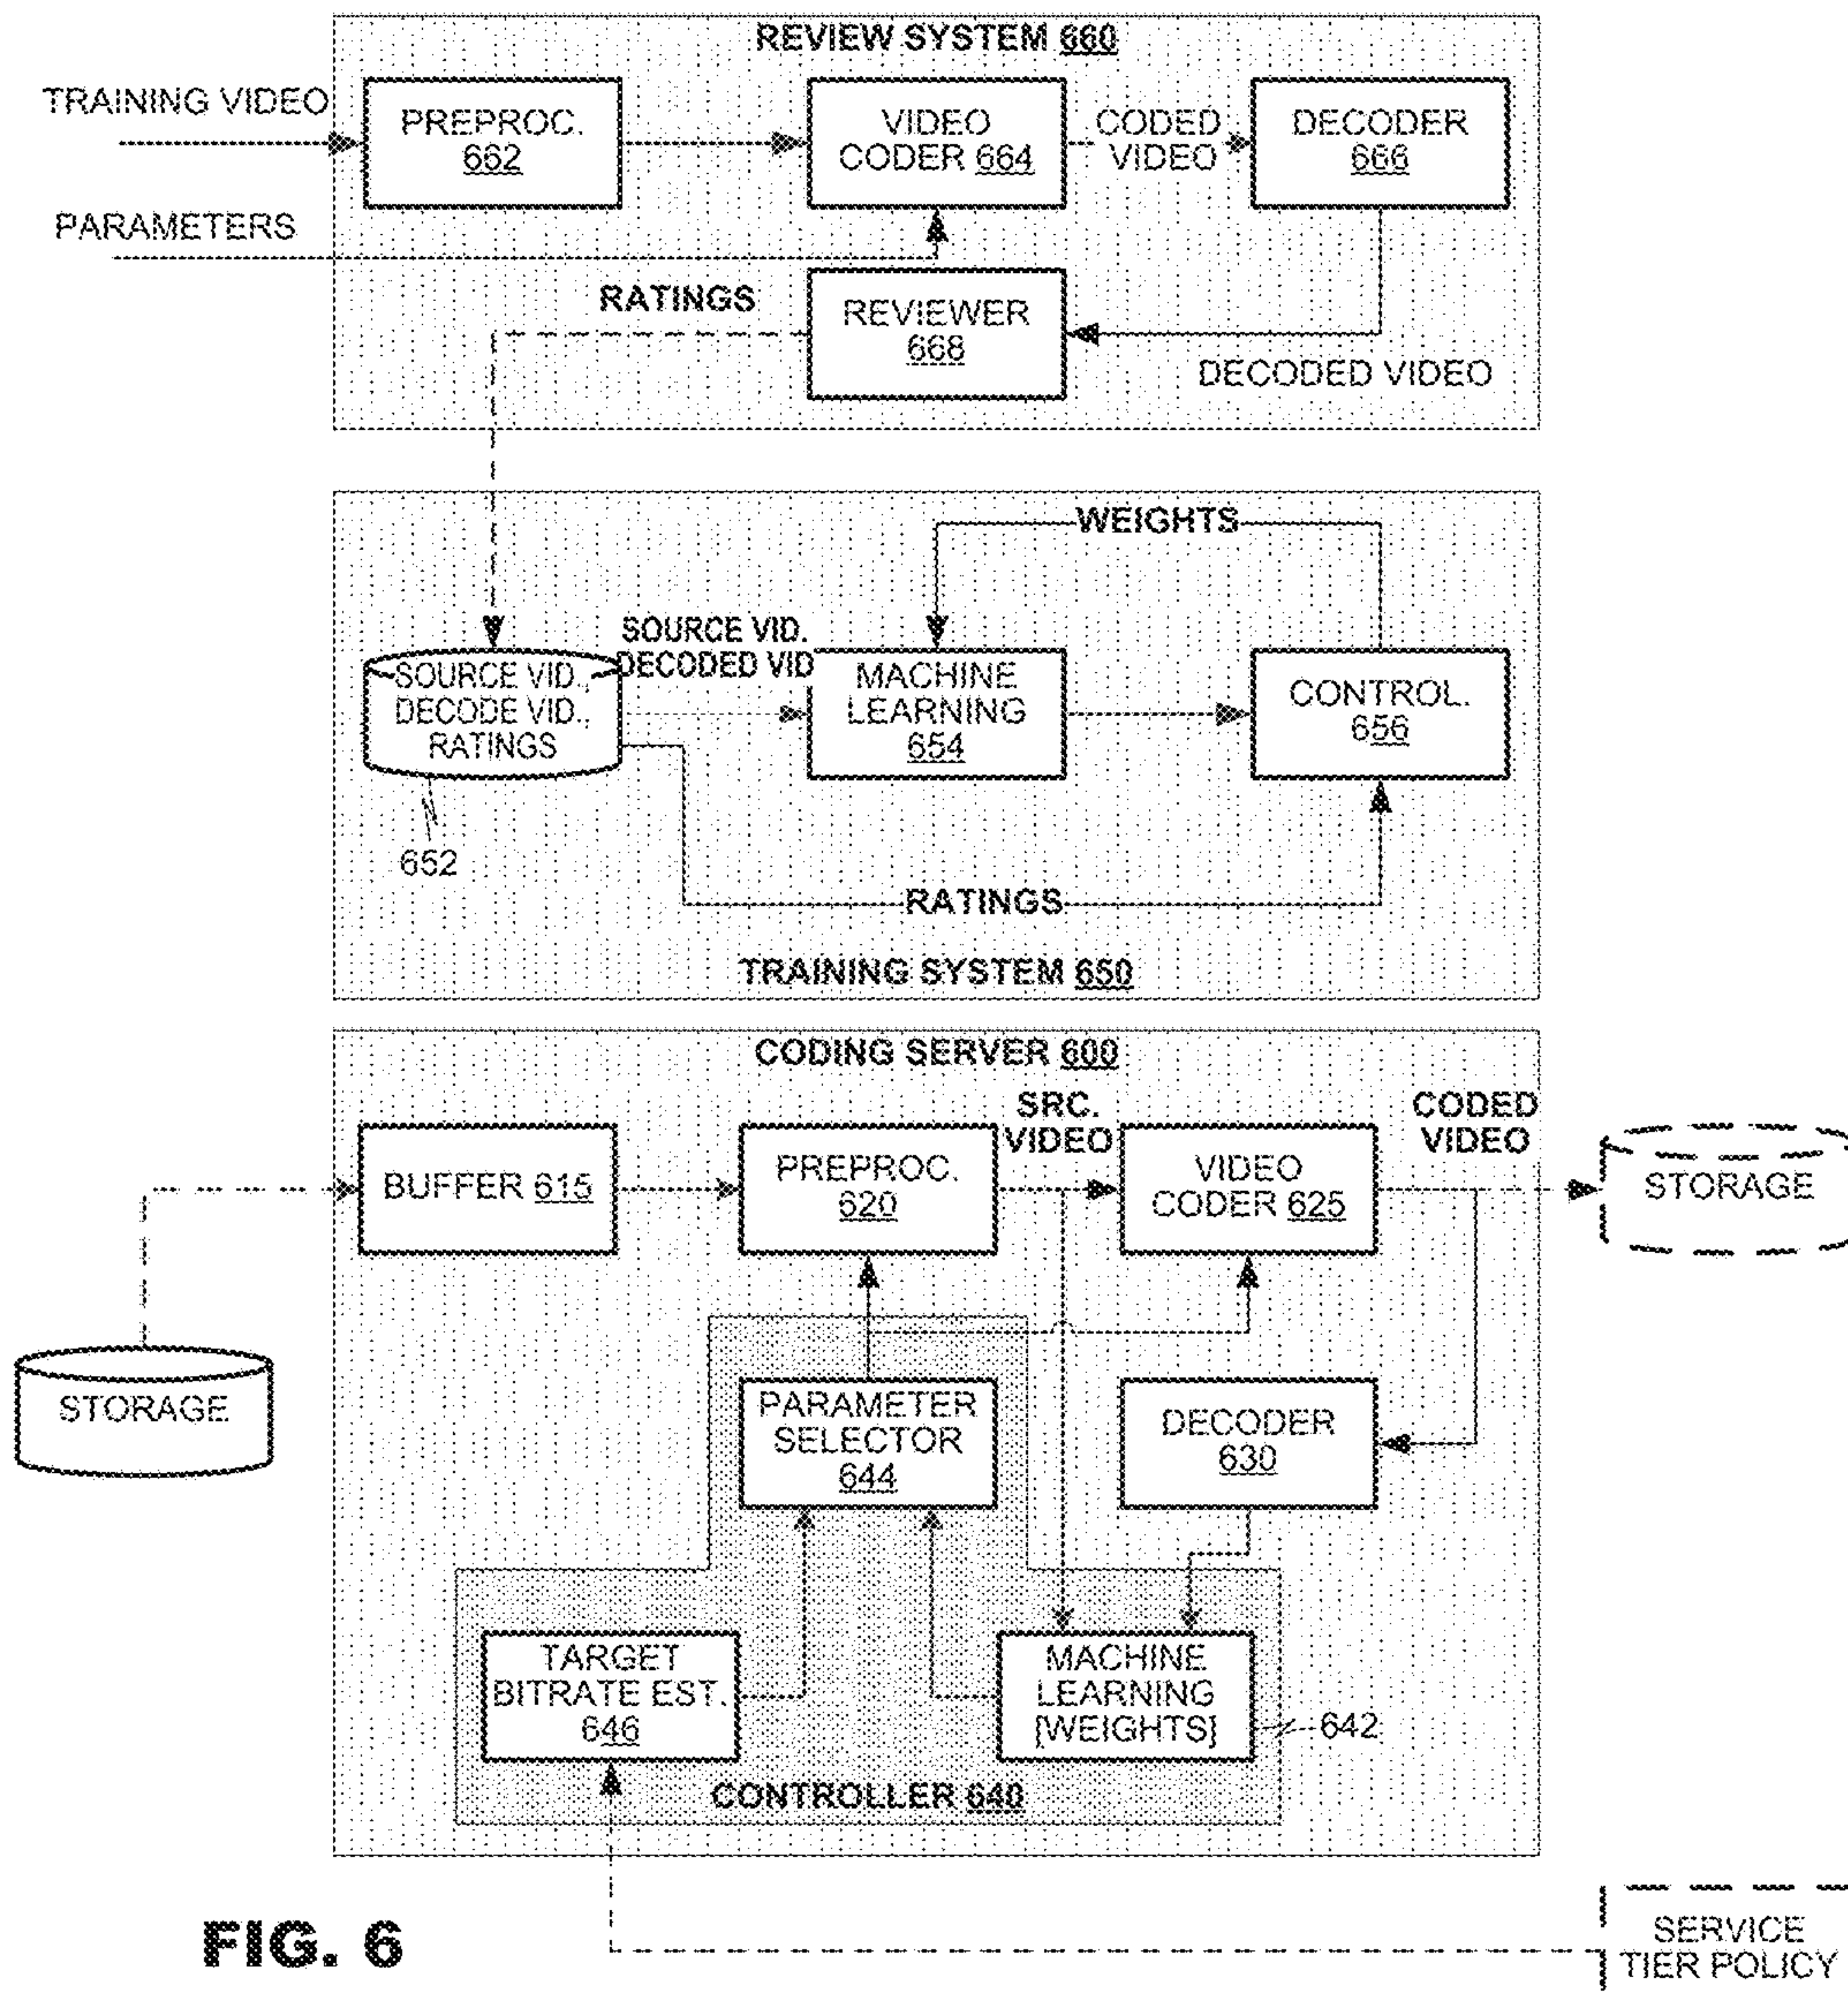 REVIEW SYSTEM 660
TRAINING VIDEO
PREPROC.
662
VIDEO
CODER 664
CODED
VIDEO
DECODER
666
PARAMETERS
RATINGS
REVIEWER
668
DECODED VIDEO
WEIGHTS
SOURCE VID.
DECODED VID
SOURCE VID.,
DECODE VID.,
RATINGS
MACHINE
LEARNING
654
CONTROL.
656
652
RATINGS
TRAINING SYSTEM 650
CODING SERVER 600
SRC.
VIDEO
CODED
VIDEO
BUFFER 615
PREPROC.
620
VIDEO
CODER 625
STORAGE
STORAGE
PARAMETER
SELECTOR
644
DECODER
630
TARGET
BITRATE EST.
646
MACHINE
LEARNING
[WEIGHTS]
642
CONTROLLER 640
FIG. 6
SERVICE
TIER POLICY